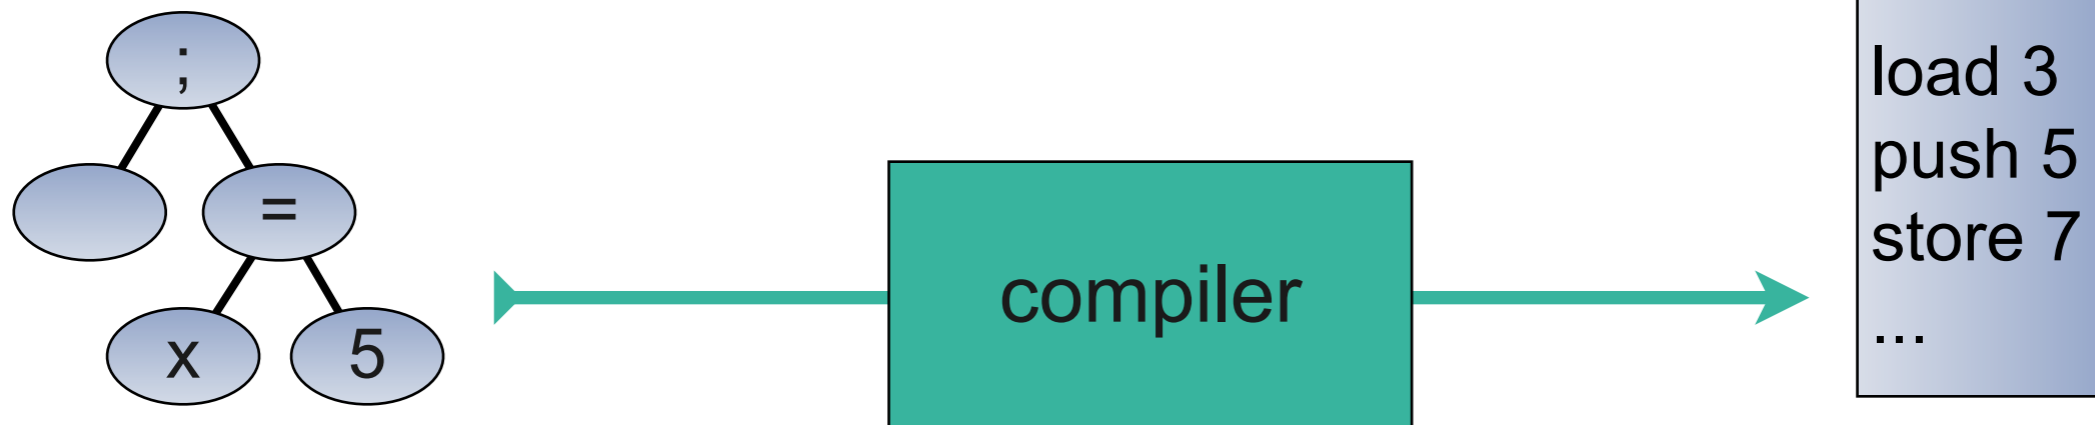 ;
=
x
5
compiler
load 3
push 5
store 7
...